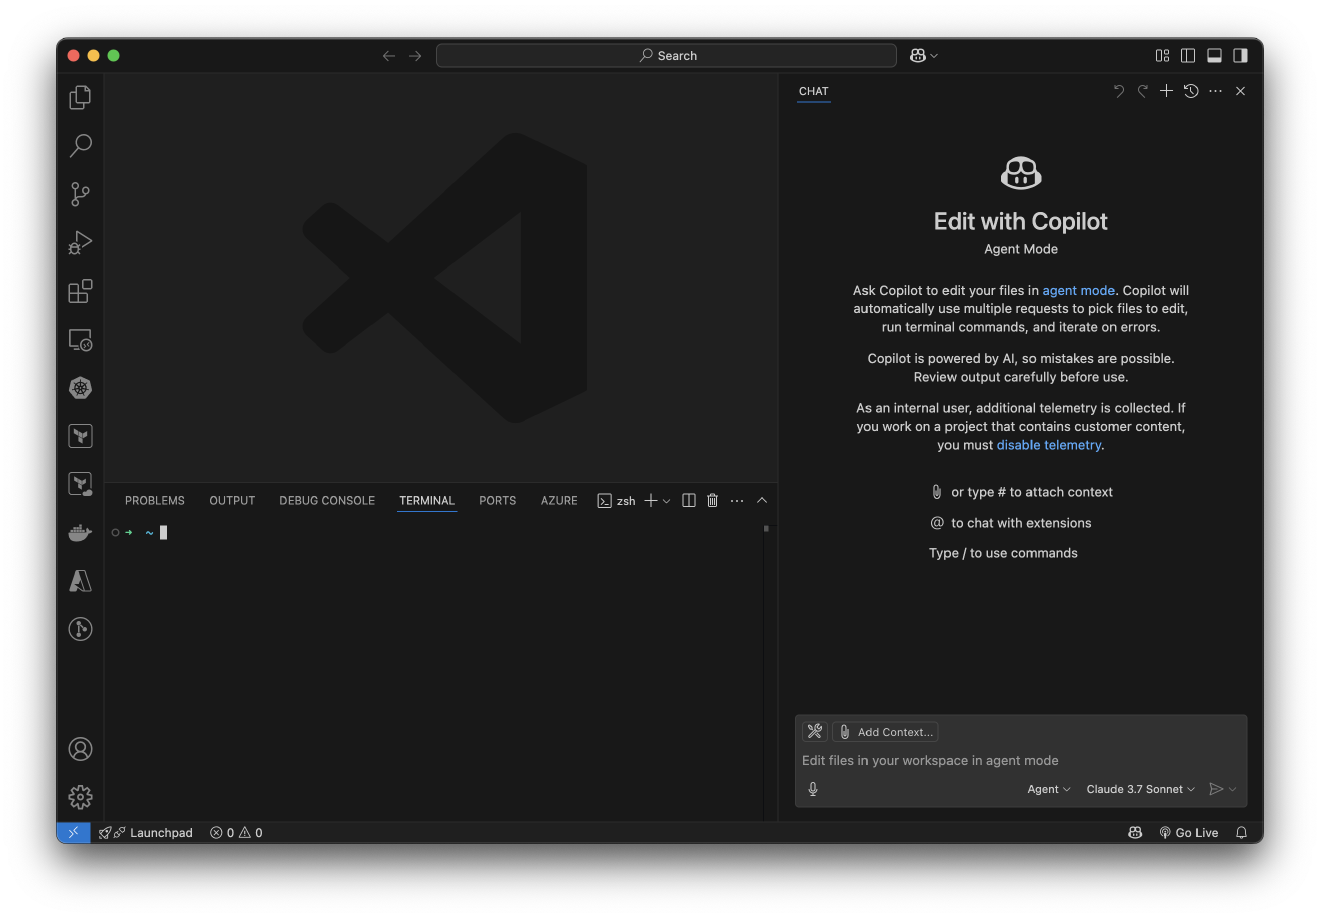 Search
CHAT
Edit with Copilot
Agent Mode
Ask Copilot to edit your files in agent mode. Copilot will
automatically use multiple requests to pick files to edit,
run terminal commands, and iterate on errors.
Copilot is powered by AI, so mistakes are possible.
Review output carefully before use.
As an internal user, additional telemetry is collected. If
you work on a project that contains customer content,
you must disable telemetry.
or type # to attach context
@ to chat with extensions
Type / to use commands
PROBLEMS OUTPUT DEBUG CONSOLE TERMINAL PORTS AZURE zsh
~
Add Context...
Edit files in your workspace in agent mode
Agent Claude 3.7 Sonnet
Launchpad 0 0 Go Live